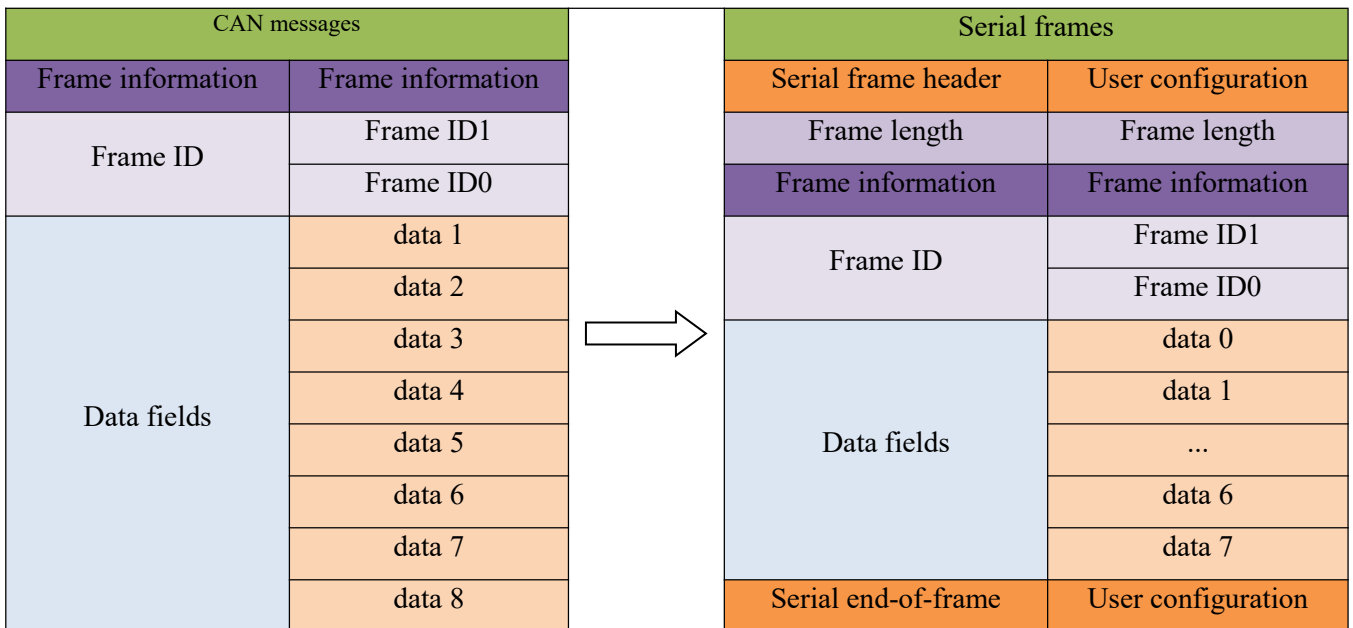 CAN messages
Serial frames
Frame information
Frame information
Serial frame header
User configuration
Frame ID
Frame ID1
Frame length
Frame length
Frame ID0
Frame information
Frame information
Data fields
data 1
Frame ID
Frame ID1
data 2
Frame ID0
data 3
Data fields
data 0
data 4
data 1
data 5
...
data 6
data 6
data 7
data 7
data 8
Serial end-of-frame
User configuration